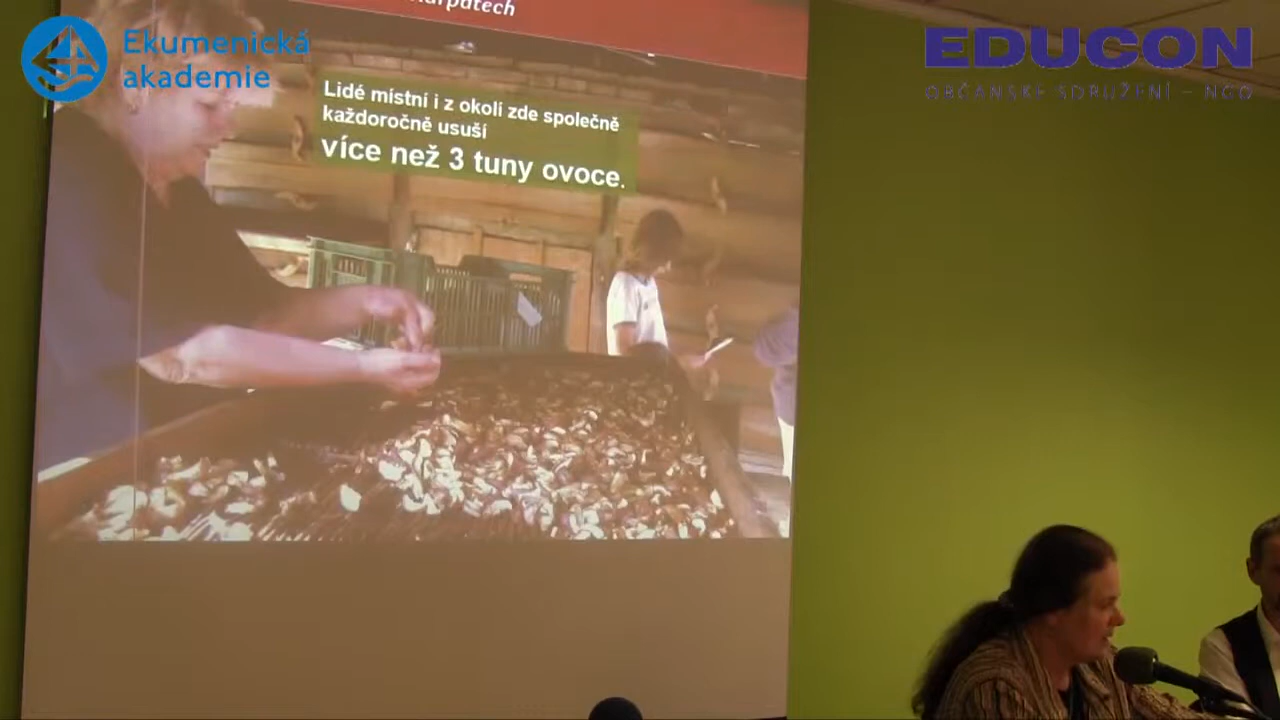 Ekumenická
akademie
EDUCON
OBČANSKÉ SDRUŽENÍ – NGO
Karpatech
Lidé místní i z okolí zde společně
každoročně usuší
více než 3 tuny ovoce.